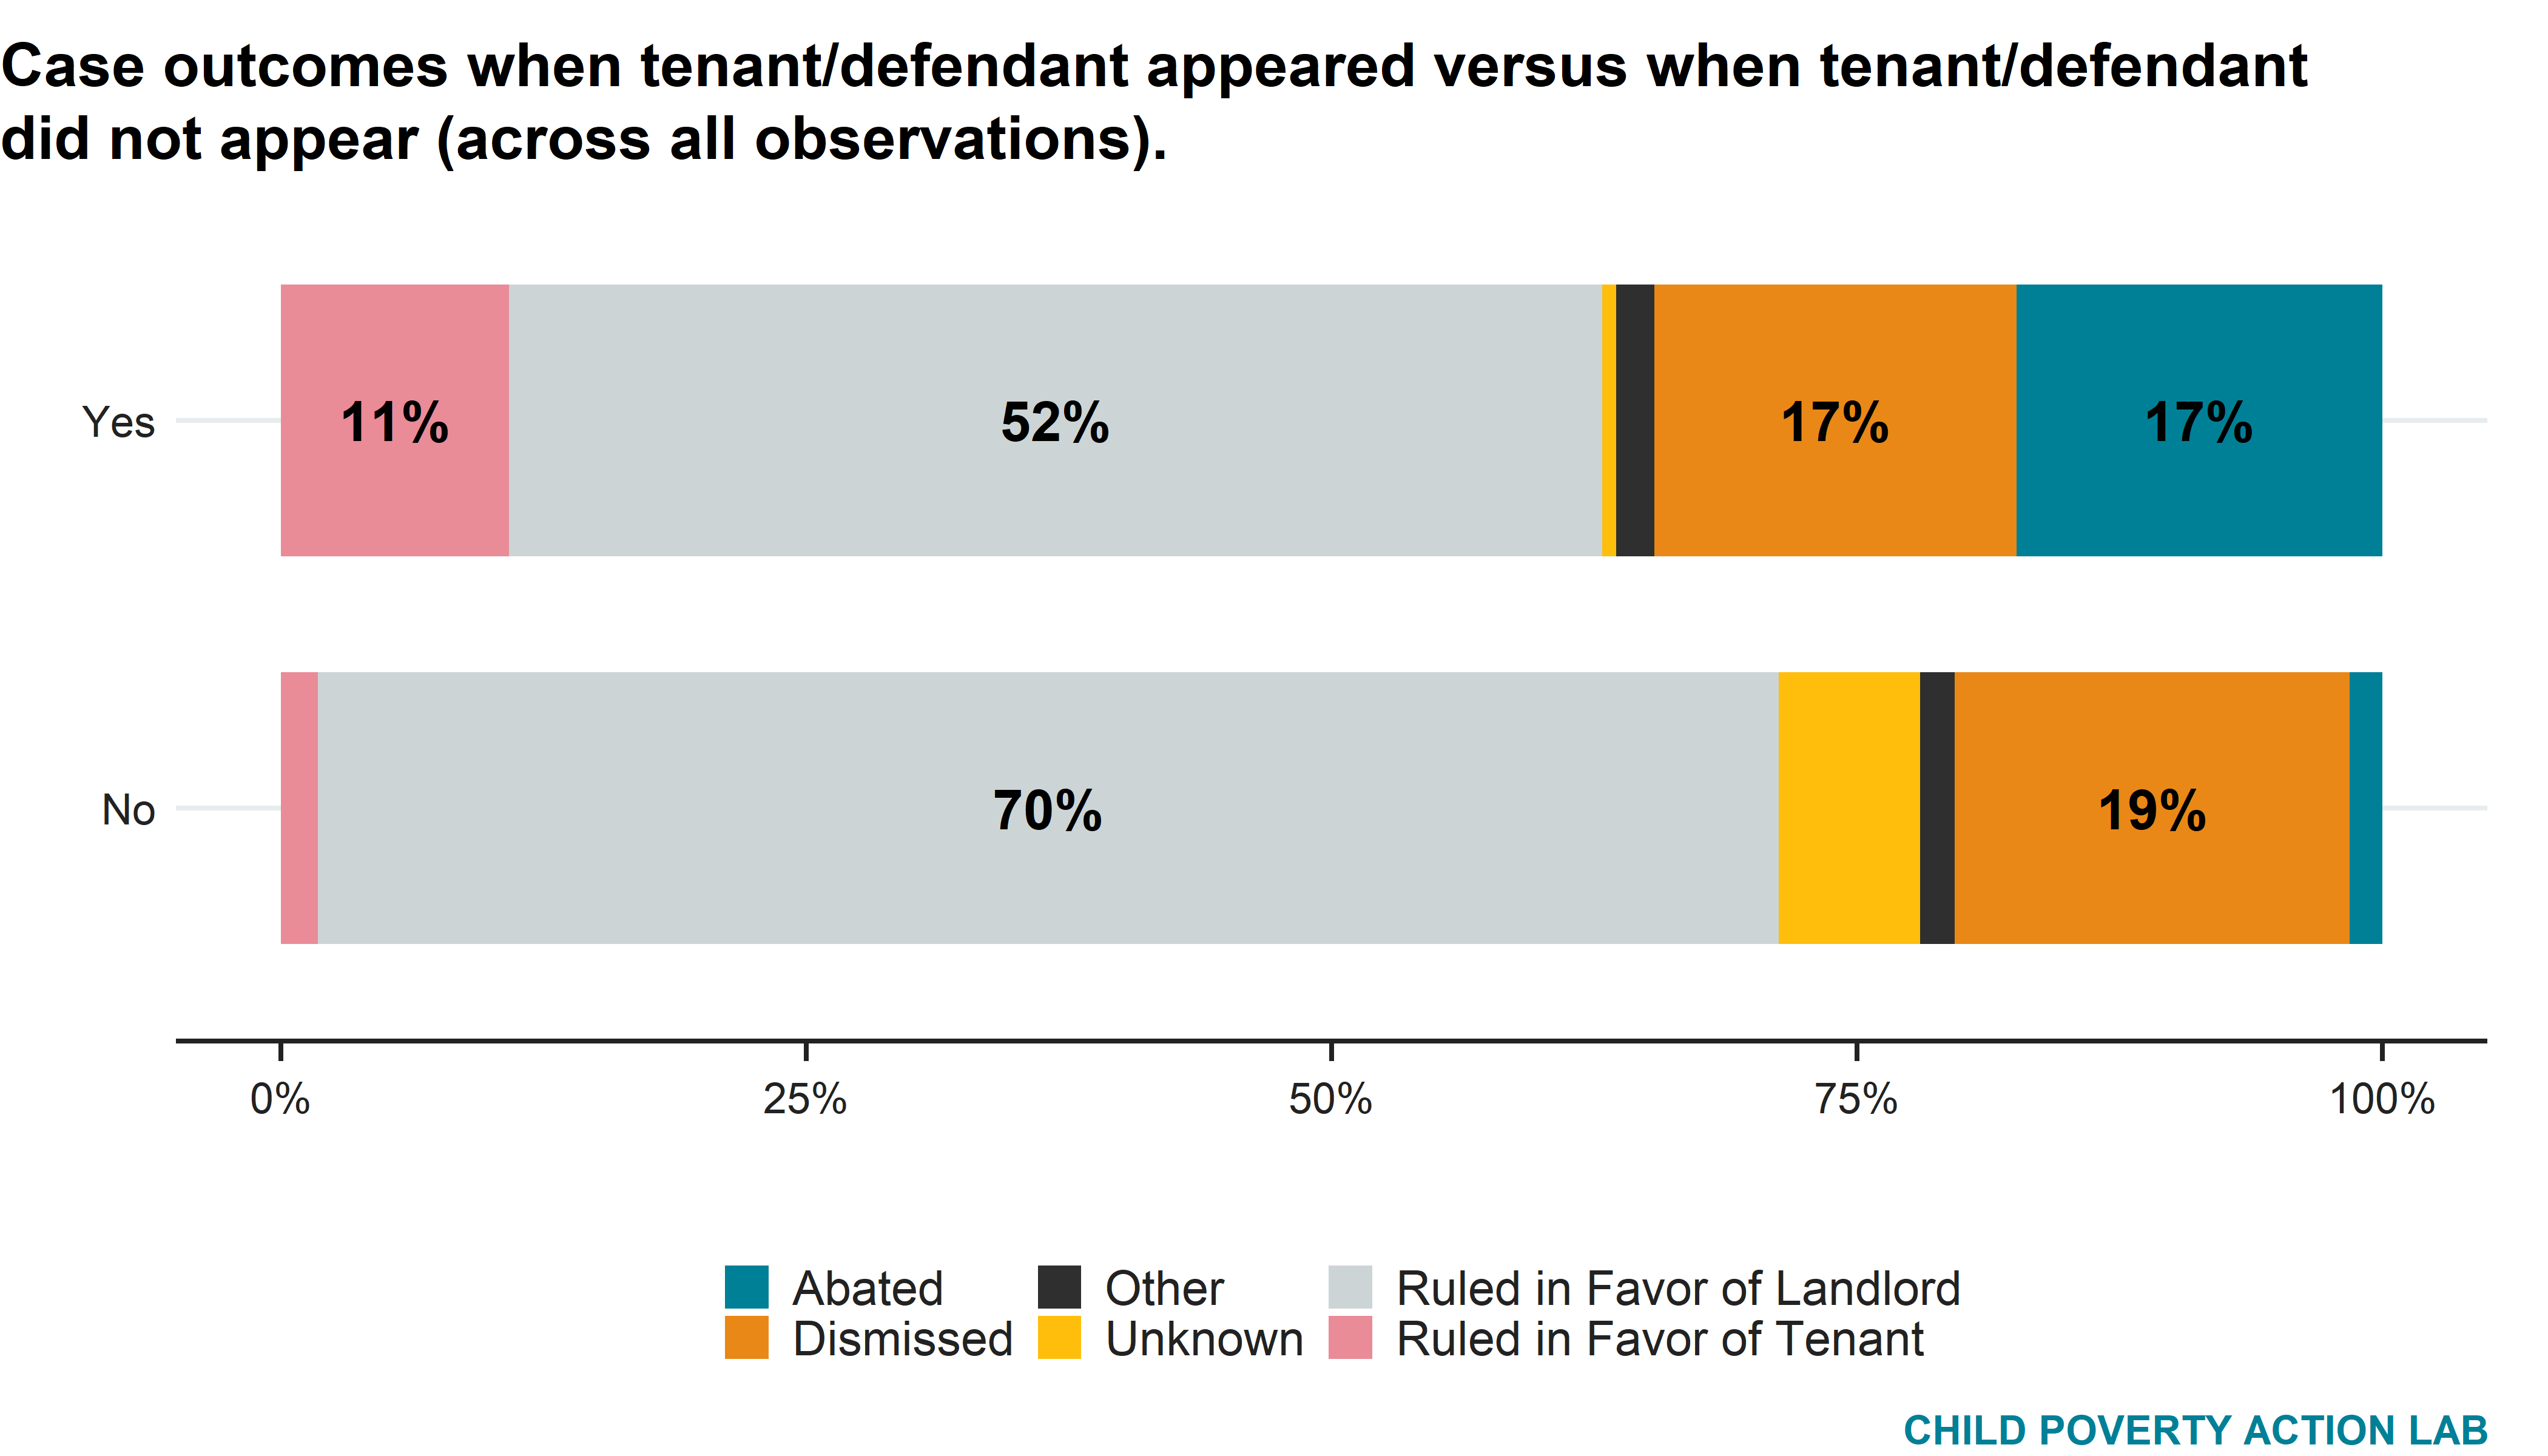 Case outcomes when tenant/defendant appeared versus when tenant/defendant
did not appear (across all observations).
Yes
11%
52%
17%
17%
No
70%
19%
0%
25%
50%
75%
100%
Abated
Other
Ruled in Favor of Landlord
Dismissed
Unknown
Ruled in Favor of Tenant
CHILD POVERTY ACTION LAB